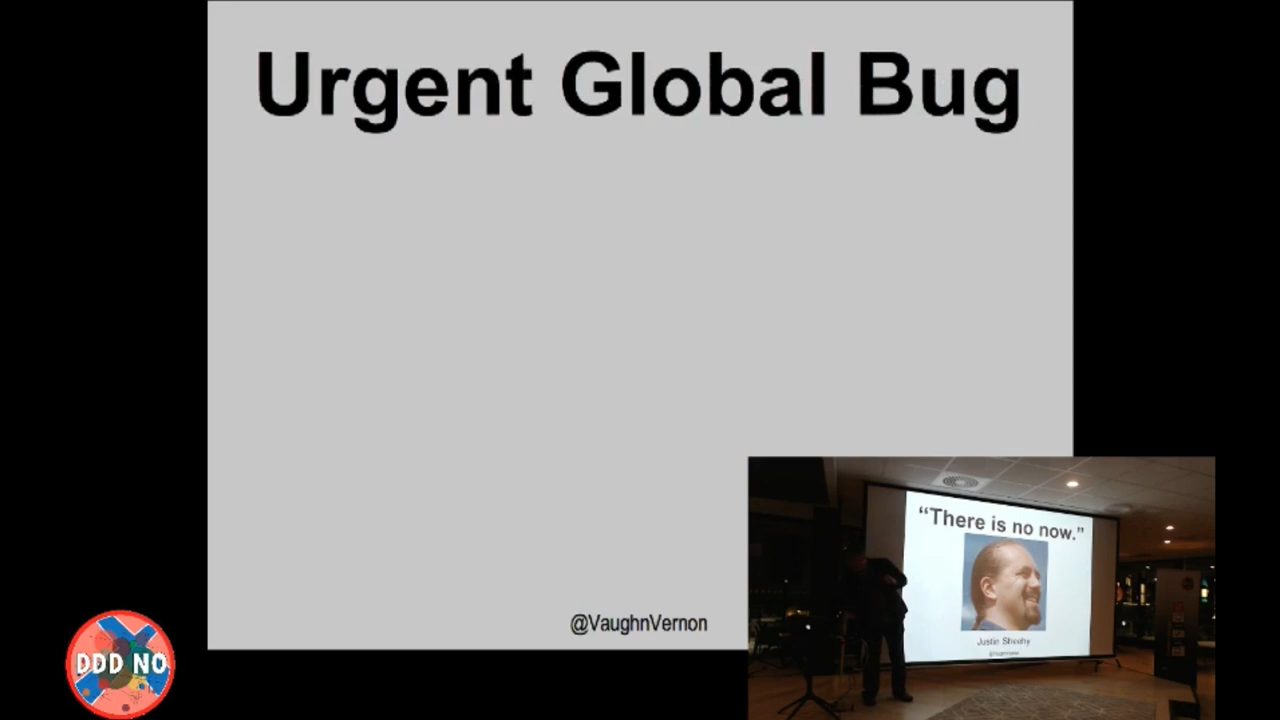 Urgent Global Bug
@VaughnVernon
“There is no now.”
Justin Sheehy
DDD NO